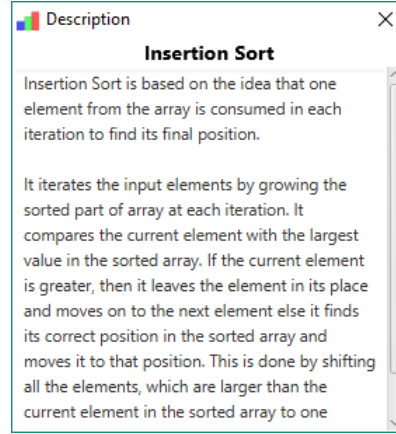 Description
Insertion Sort
Insertion Sort is based on the idea that one
element from the array is consumed in each
iteration to find its final position.
It iterates the input elements by growing the
sorted part of array at each iteration. It
compares the current element with the largest
value in the sorted array. If the current element
is greater, then it leaves the element in its place
and moves on to the next element else it finds
its correct position in the sorted array and
moves it to that position. This is done by shifting
all the elements, which are larger than the
current element in the sorted array to one